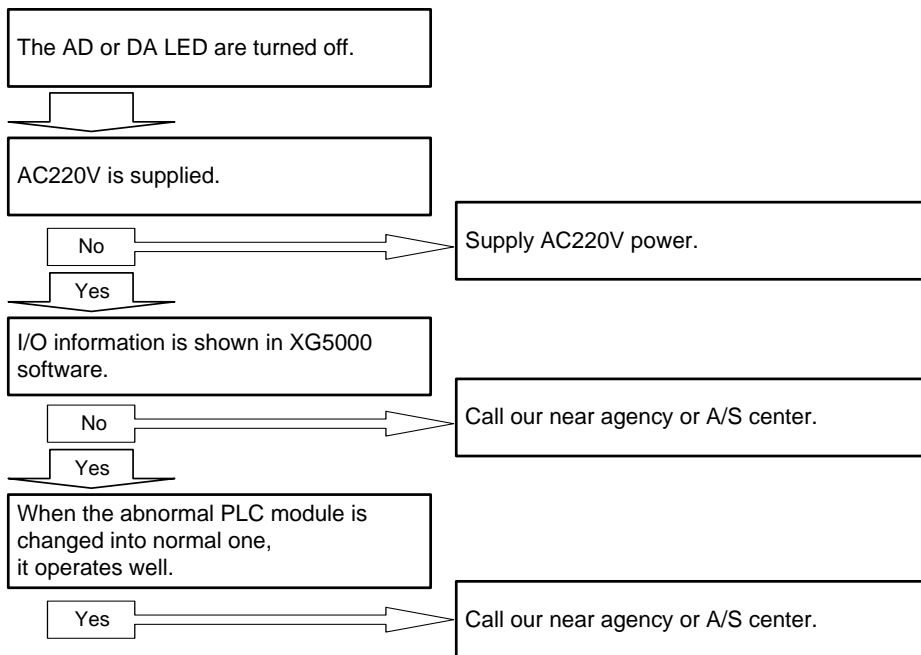 The AD or DA LED are turned off.
AC220V is supplied.
No
Supply AC220V power.
Yes
I/O information is shown in XG5000
software.
No
Call our near agency or A/S center.
Yes
When the abnormal PLC module is
changed into normal one,
it operates well.
Yes
Call our near agency or A/S center.